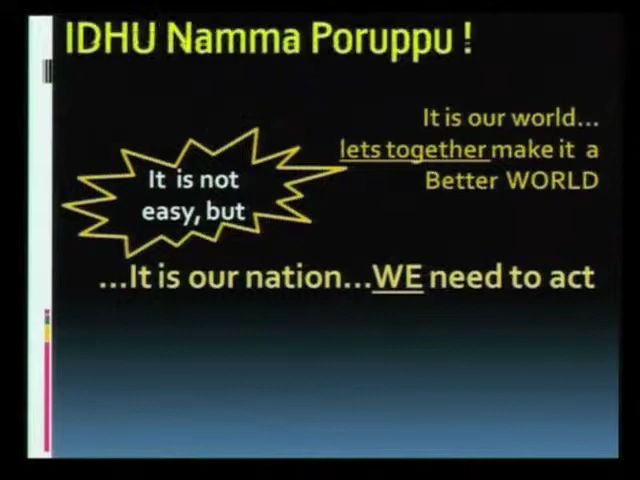 IDHU Namma Poruppu !
It is our world...
lets together make it a
Better WORLD
It is not
easy, but
...It is our nation...WE need to act